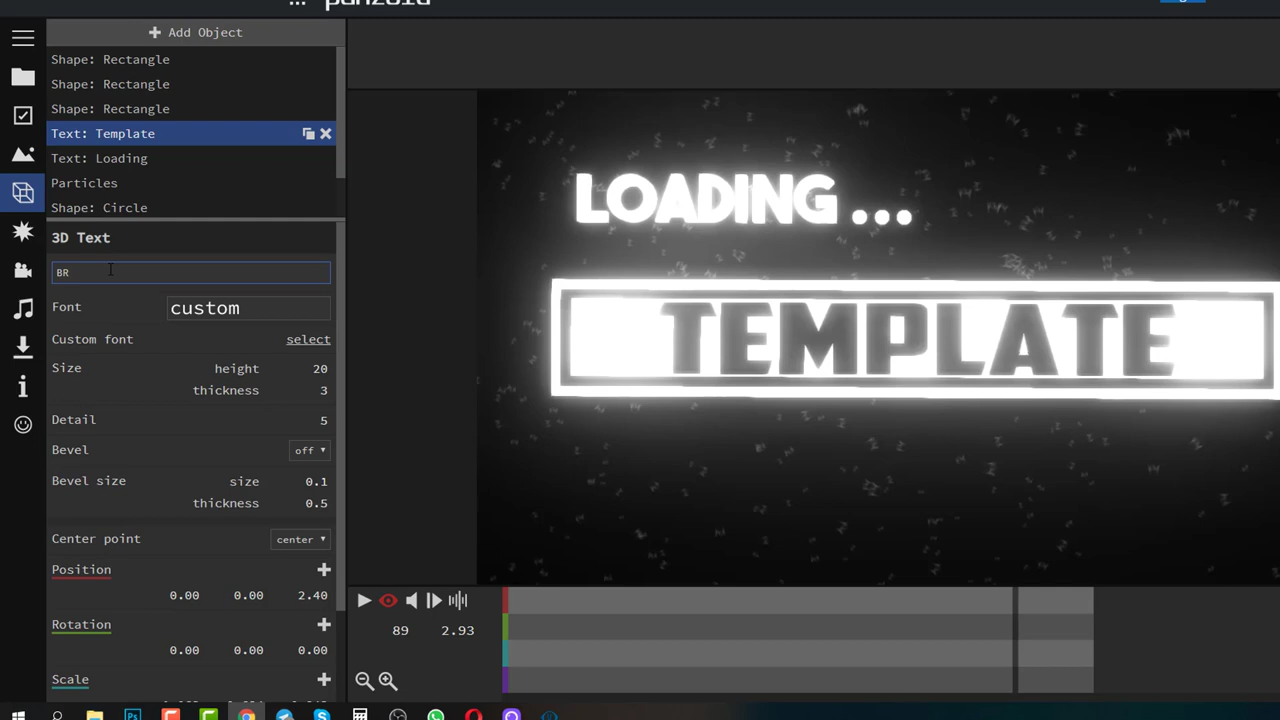 panzoid
+ Add Object
Shape: Rectangle
Shape: Rectangle
Shape: Rectangle
Text: Template
Text: Loading
Particles
Shape: Circle
3D Text
BR
Font custom
Custom font select
Size height 20
thickness 3
Detail 5
Bevel off
Bevel size size 0.1
thickness 0.5
Center point center
Position +
0.00 0.00 2.40
Rotation +
0.00 0.00 0.00
Scale +
LOADING ...
TEMPLATE
89 2.93